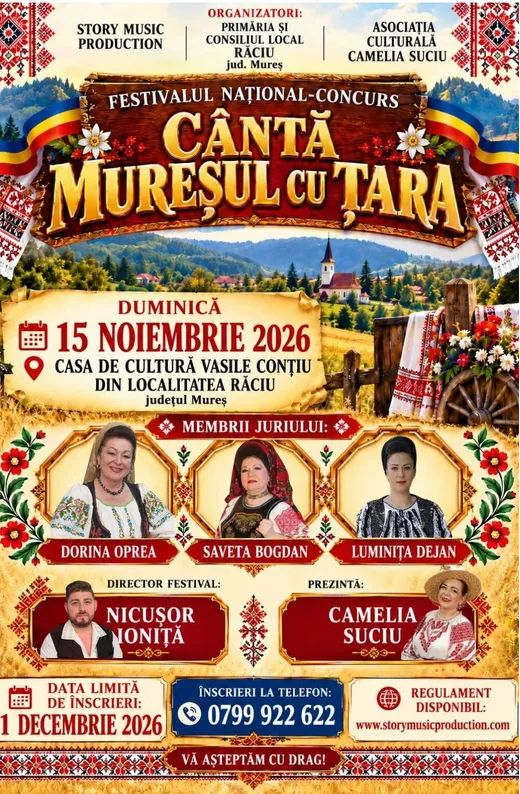 ORGANIZATORI:
STORY MUSIC
PRODUCTION
PRIMĂRIA ȘI
CONSILIUL LOCAL
RÂCIU
jud. Mureș
ASOCIAȚIA
CULTURALĂ
CAMELIA SUCIU
FESTIVALUL NAȚIONAL-CONCURS
CÂNTĂ
MUREȘUL CU ȚARA
DUMINICĂ
15 NOIEMBRIE 2026
CASA DE CULTURĂ VASILE CONȚIU
DIN LOCALITATEA RÂCIU
județul Mureș
MEMBRII JURIULUI:
DORINA OPREA
SAVETA BOGDAN
LUMINIȚA DEJAN
DIRECTOR FESTIVAL:
NICUȘOR
IONIȚĂ
PREZINTĂ:
CAMELIA
SUCIU
DATA LIMITĂ
DE ÎNSCRIERI:
1 DECEMBRIE 2026
ÎNSCRIERI LA TELEFON:
0799 922 622
REGULAMENT
DISPONIBIL:
www.storymusicproduction.com
VĂ AȘTEPTĂM CU DRAG!